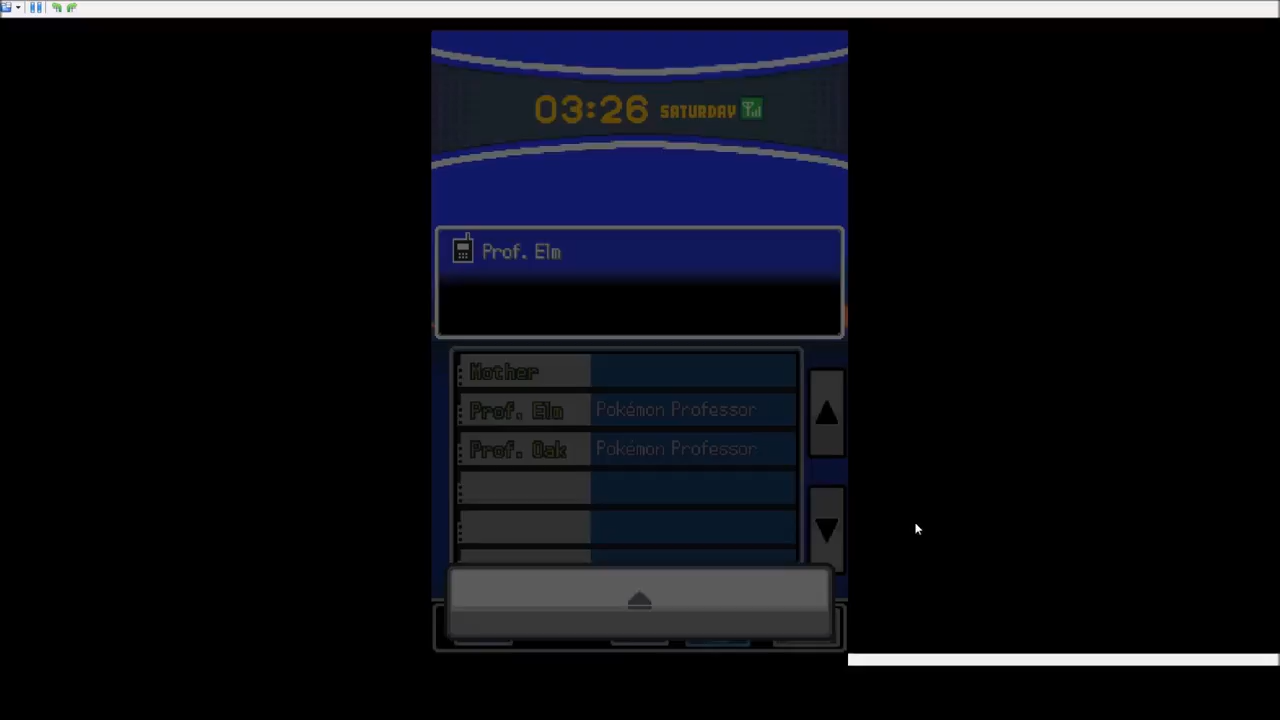 03:26 SATURDAY
Prof. Elm
Mother
Prof. Elm Pokémon Professor
Prof. Oak Pokémon Professor